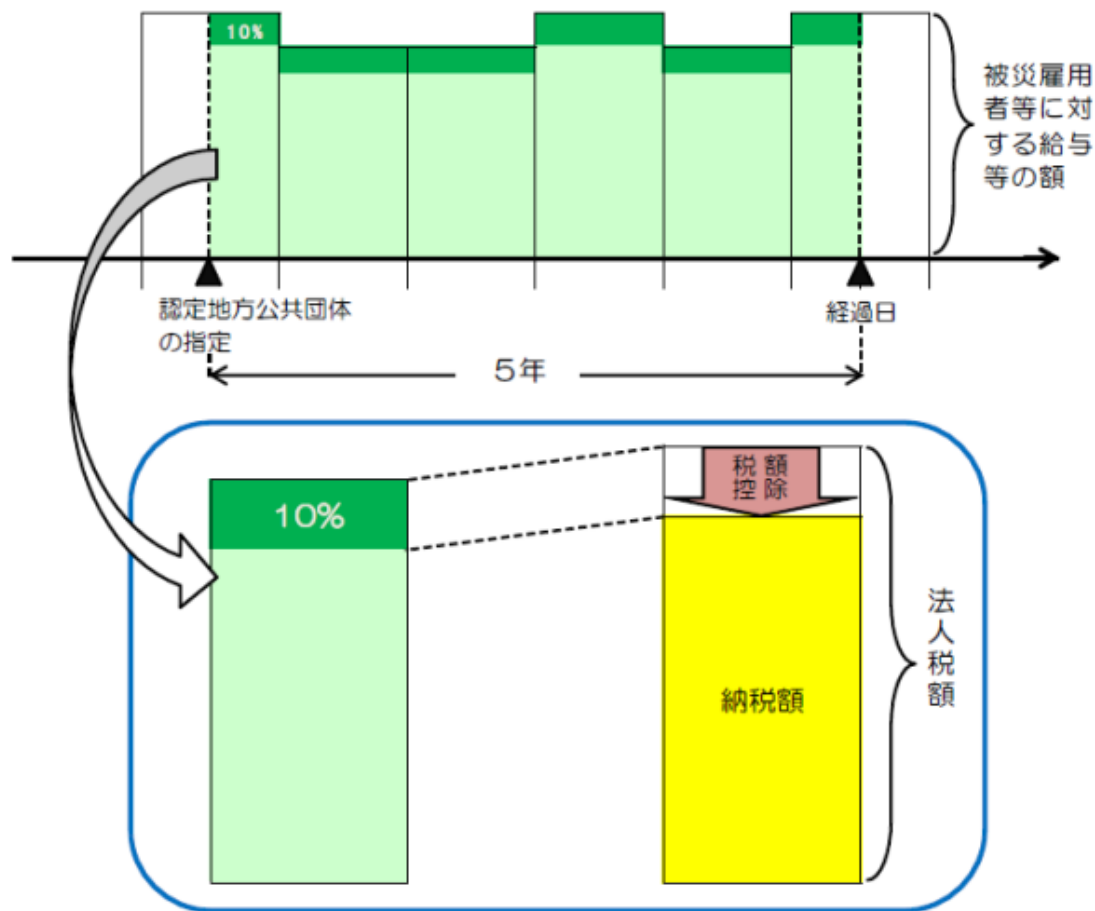 10%
被災雇用
者等に対
する給与
等の額
認定地方公共団体
の指定
経過日
5年
10%
税額
控除
納税額
法人税額